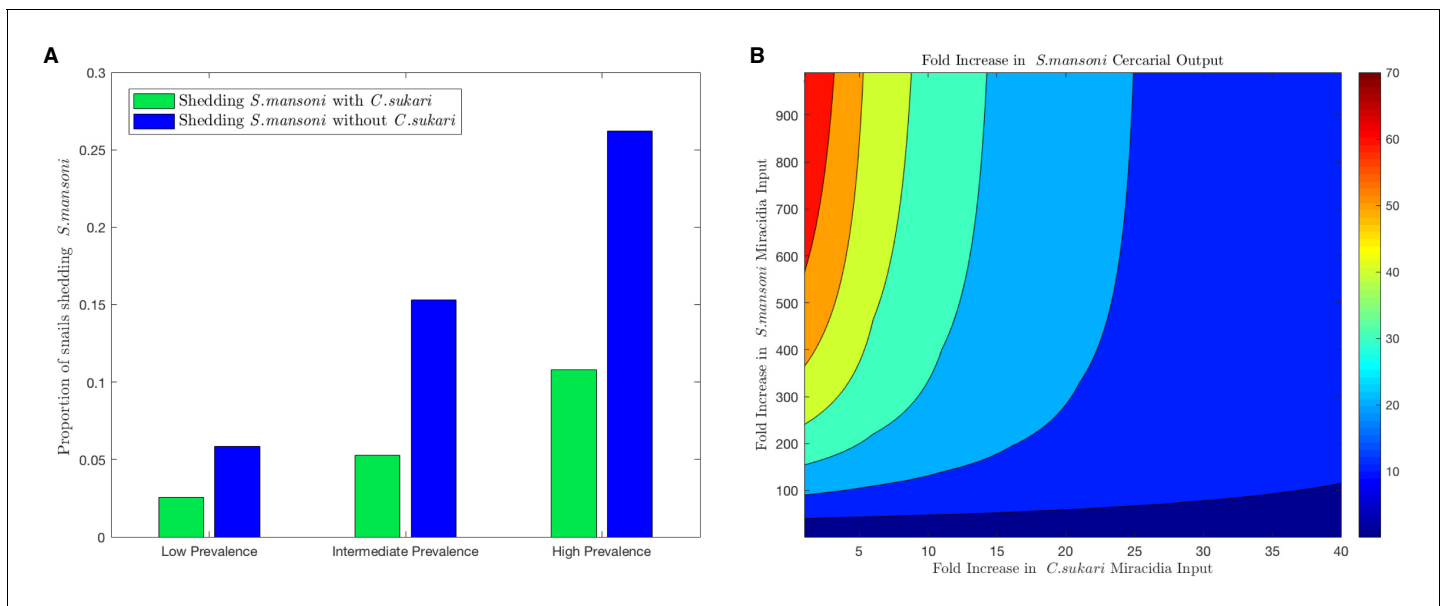 A
0.3
0.25
0.2
0.15
0.1
0.05
0
Proportion of snails shedding S.mansoni
Shedding S.mansoni with C.sukari
Shedding S.mansoni without C.sukari
Low Prevalence
Intermediate Prevalence
High Prevalence
B
Fold Increase in S.mansoni Cercarial Output
Fold Increase in S.mansoni Miracidia Input
900
800
700
600
500
400
300
200
100
5 10 15 20 25 30 35 40
Fold Increase in C.sukari Miracidia Input
70
60
50
40
30
20
10